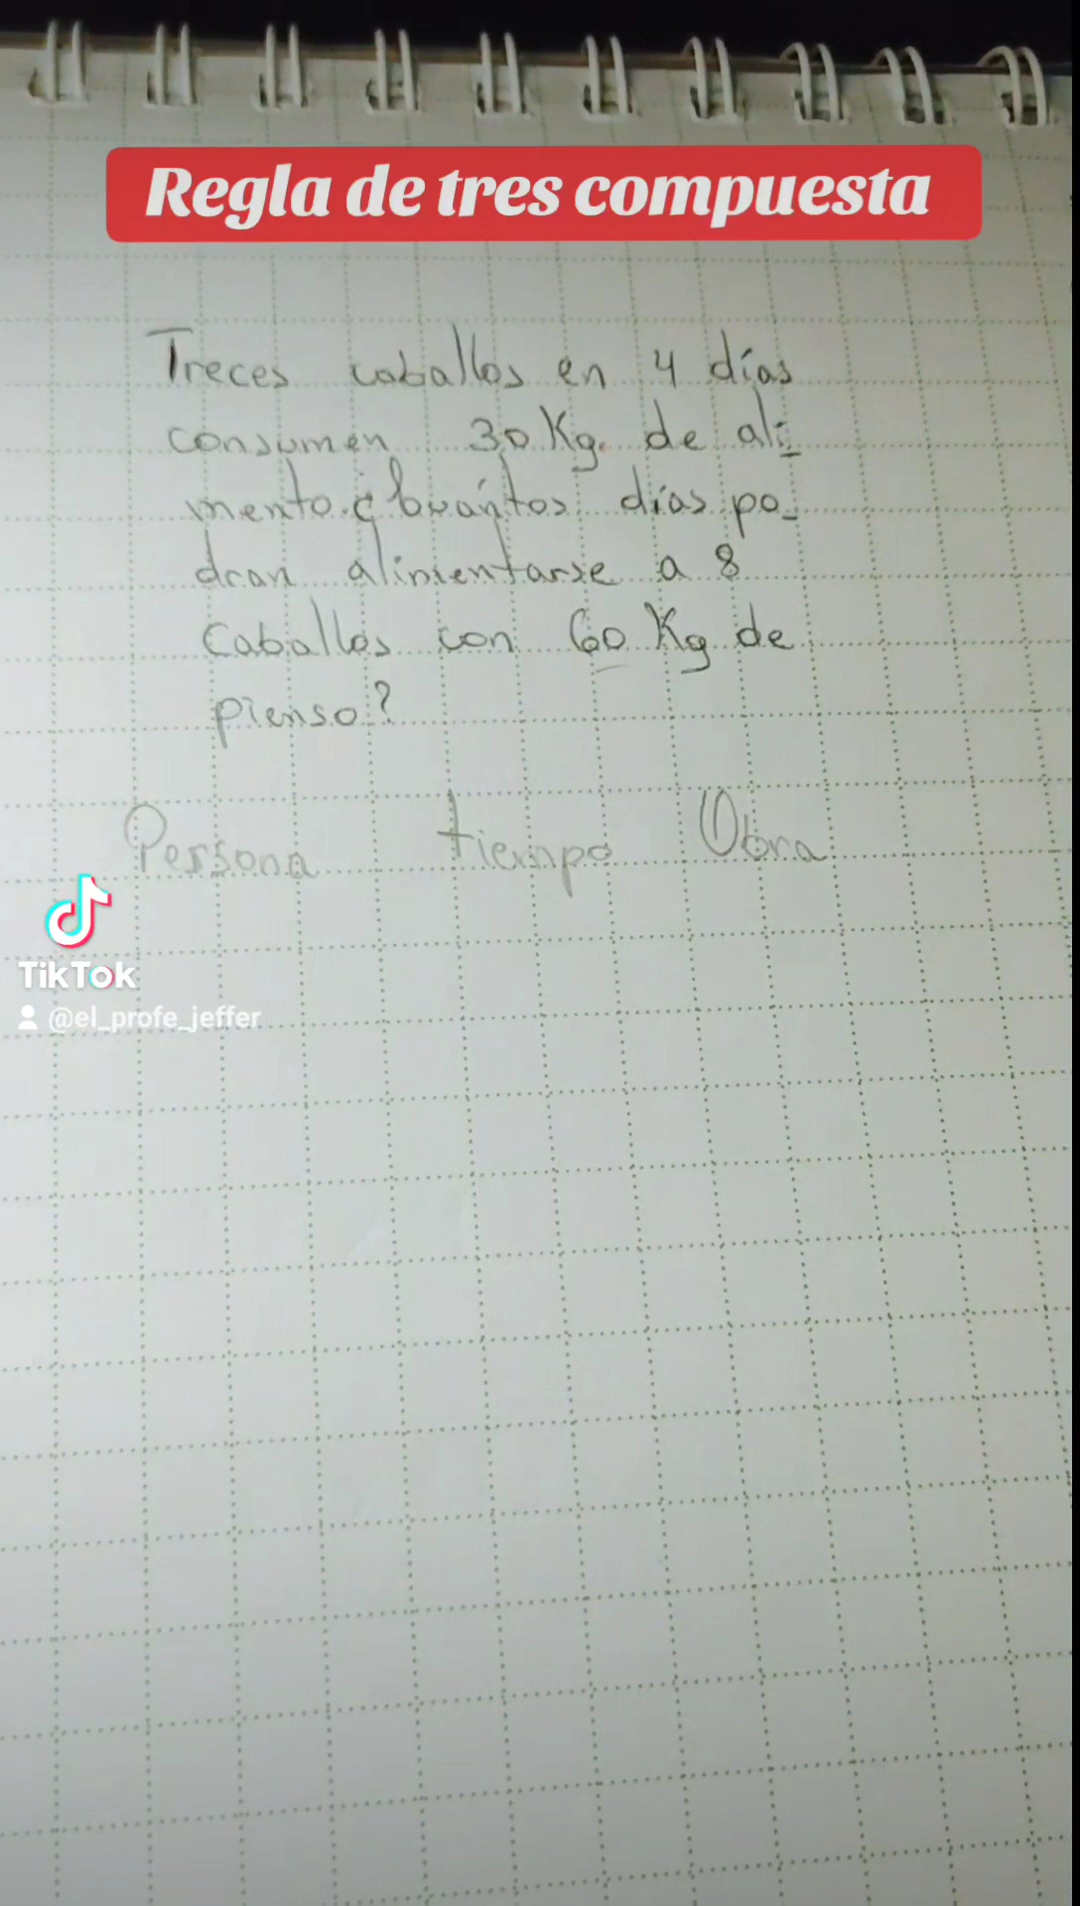 Regla de tres compuesta
Treces caballos en 4 días
consumen 30 Kg. de ali_
mento.¿Cuántos días po_
dran alimentarse a 8
caballos con 60 Kg de
pienso?
Persona tiempo Obra
TikTok
@el_profe_jeffer